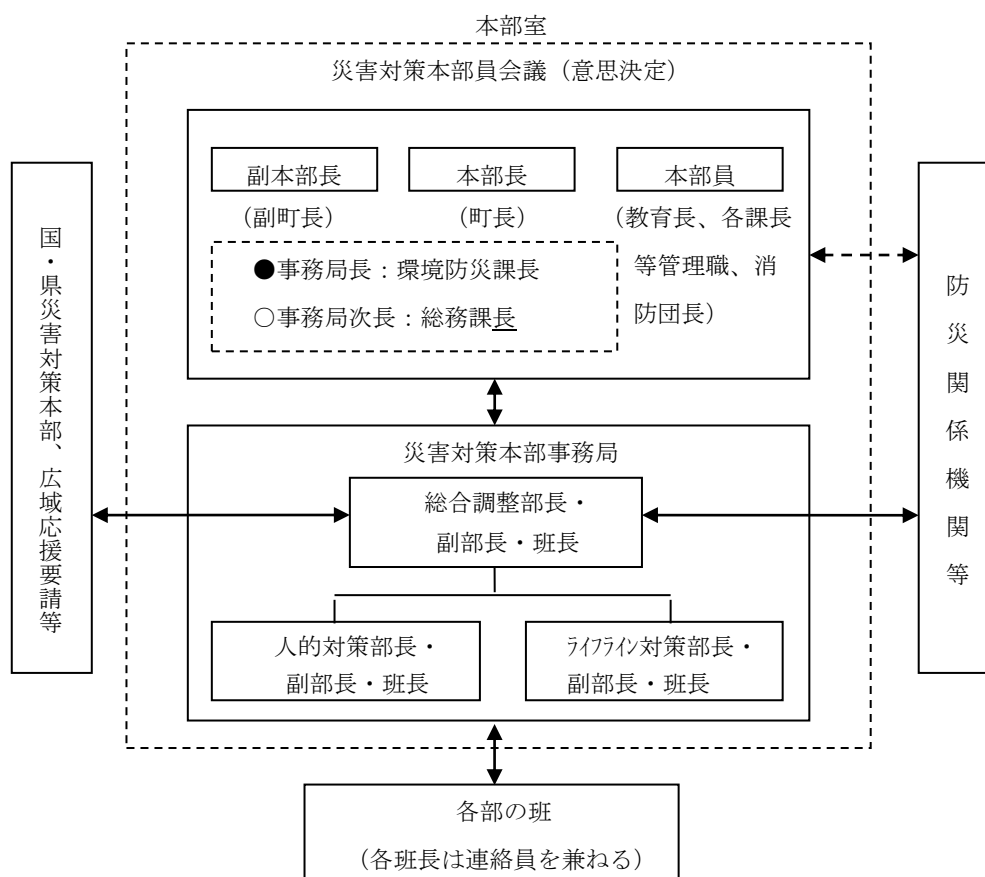 本部室
災害対策本部員会議（意思決定）
副本部長
（副町長）
本部長
（町長）
本部員
（教育長、各課長
等管理職、消
防団長）
●事務局長：環境防災課長
○事務局次長：総務課長
国・県災害対策本部、広域応援要請等
防災関係機関等
災害対策本部事務局
総合調整部長・
副部長・班長
人的対策部長・
副部長・班長
ﾗｲﾌﾗｲﾝ対策部長・
副部長・班長
各部の班
（各班長は連絡員を兼ねる）